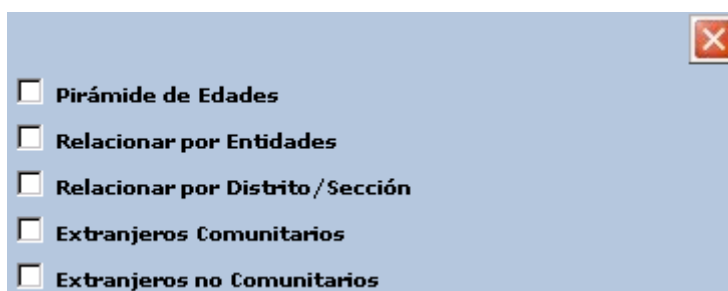 Pirámide de Edades
Relacionar por Entidades
Relacionar por Distrito/Sección
Extranjeros Comunitarios
Extranjeros no Comunitarios